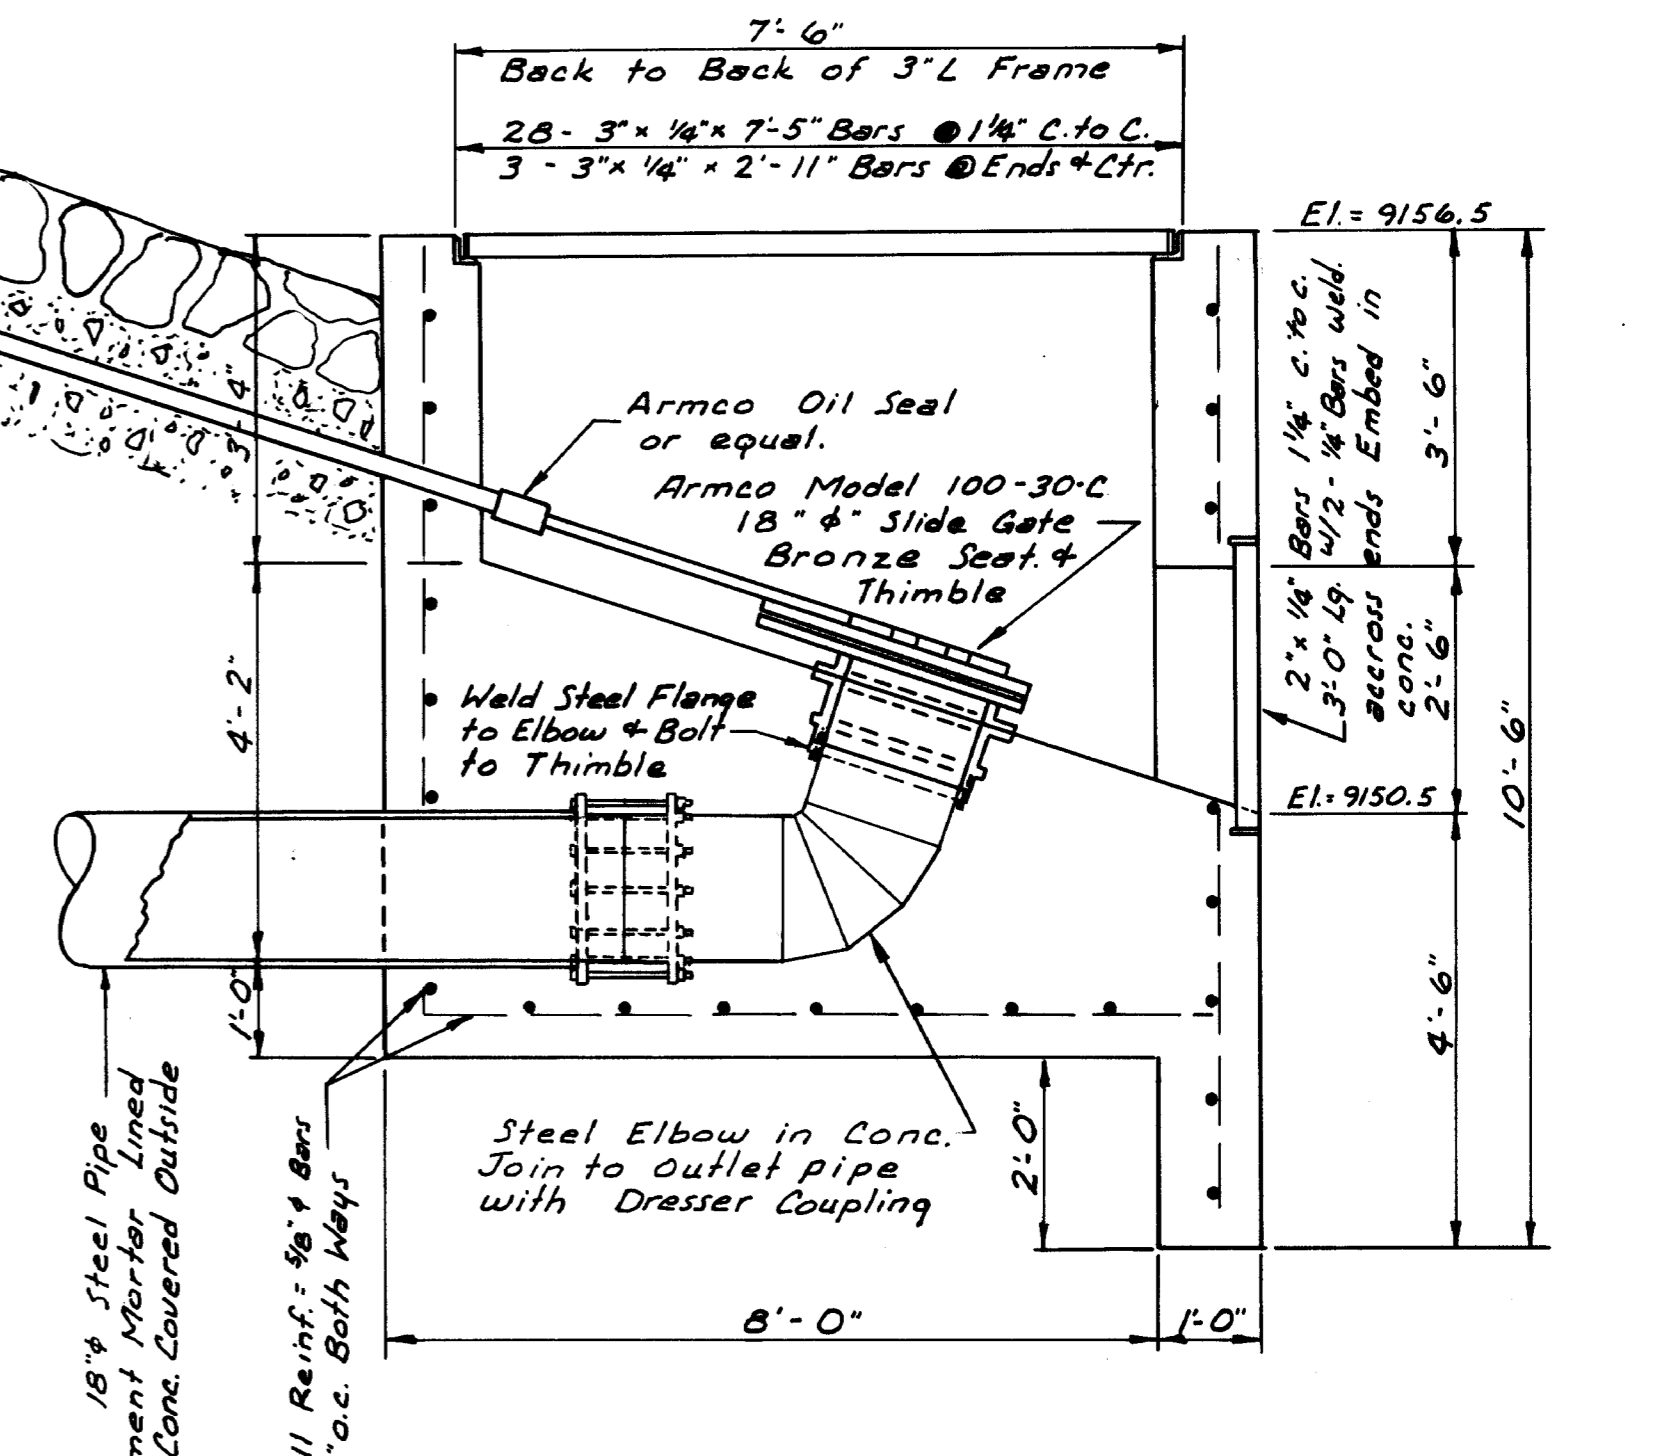 7'-6"
Back to Back of 3"L Frame
28- 3"x 1/4"x 7'-5" Bars @ 1 1/4" C. to C.
3 - 3"x 1/4" x 2'-11" Bars @ Ends & Ctr.
El. = 9156.5
3'-4"
Armco Oil Seal
or equal.
Armco Model 100-30-C
18" ϕ" Slide Gate
Bronze Seat. &
Thimble
2"x 1/4" Bars 1 1/4" C. to C.
3'-0" Lg. W/2- 1/4" Bars weld.
accross ends Embed in
conc.
3'-6"
2'-6"
10'-6"
4'-2"
Weld Steel Flange
to Elbow & Bolt
to Thimble
El.= 9150.5
4'-6"
1'-0"
Steel Elbow in Conc.
Join to Outlet pipe
with Dresser Coupling
2'-0"
8'-0"
1'-0"
18"ϕ Steel Pipe
Mortar Lined
Conc. Covered Outside
Reinf. = 5/8" ϕ Bars
" o.c. Both Ways